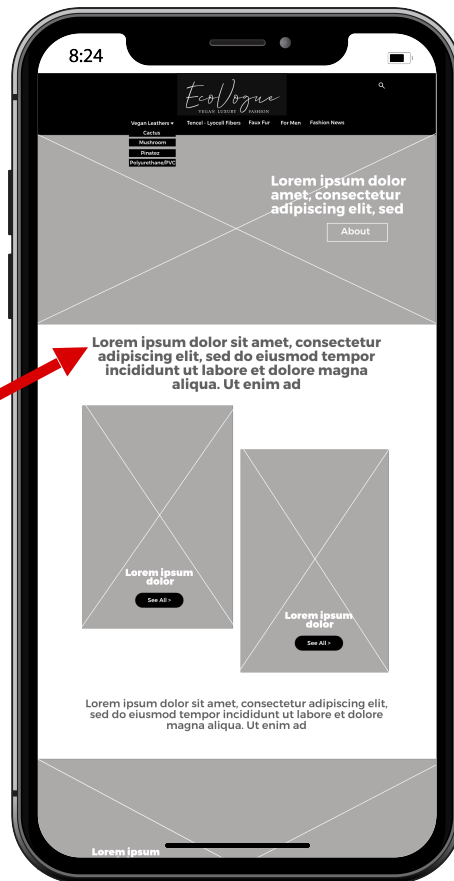 8:24
EcoVogue
VEGAN LUXURY FASHION
Vegan Leathers ▾ Tencel - Lyocell Fibers Faux Fur For Men Fashion News
Cactus
Mushroom
Pinatez
Polyurethane/PVC
Lorem ipsum dolor
amet, consectetur
adipiscing elit, sed
About
Lorem ipsum dolor sit amet, consectetur
adipiscing elit, sed do eiusmod tempor
incididunt ut labore et dolore magna
aliqua. Ut enim ad
Lorem ipsum
dolor
See All >
Lorem ipsum
dolor
See All >
Lorem ipsum dolor sit amet, consectetur adipiscing elit,
sed do eiusmod tempor incididunt ut labore et dolore
magna aliqua. Ut enim ad
Lorem ipsum